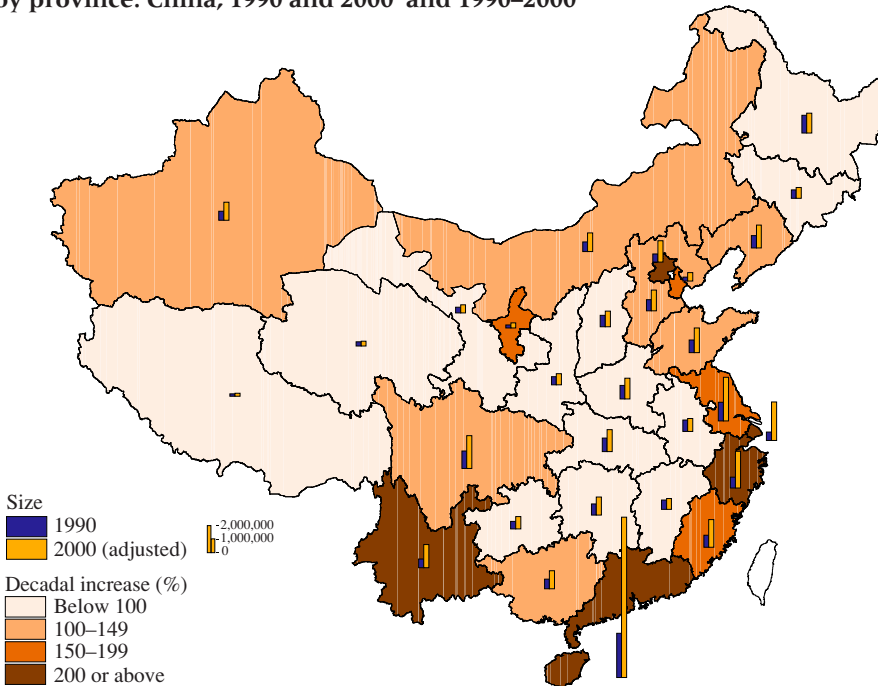 by province: China, 1990 and 2000 and 1990–2000
Size
1990
2000 (adjusted)
2,000,000
1,000,000
0
Decadal increase (%)
Below 100
100–149
150–199
200 or above